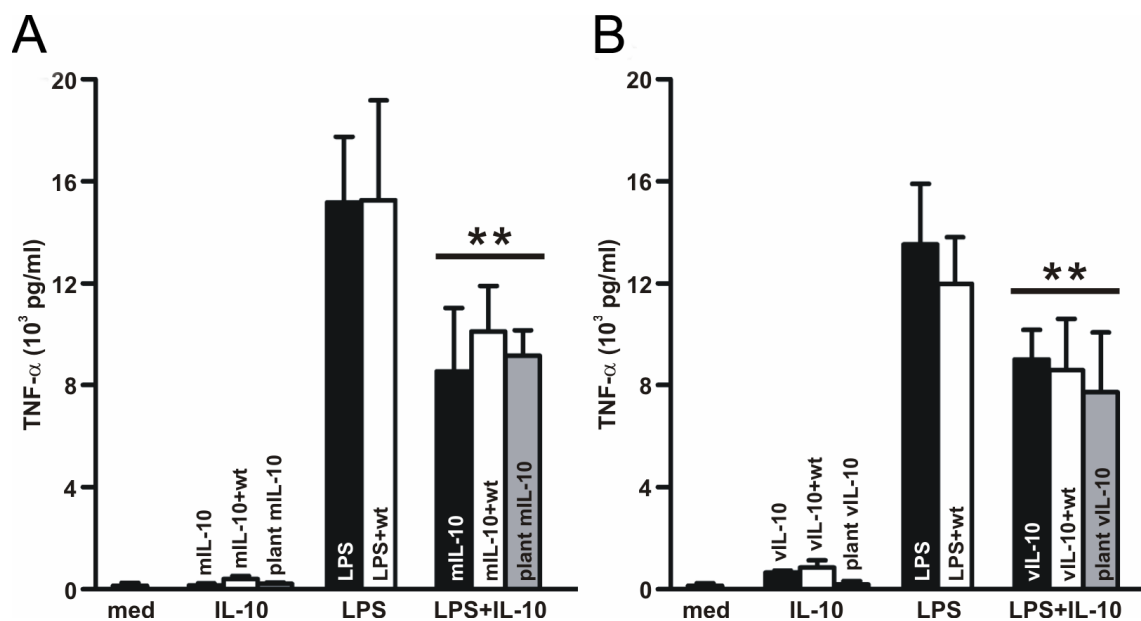 A
20
16
12
8
4
0
TNF-α (10³ pg/ml)
mIL-10
mIL-10+wt
plant mIL-10
LPS
LPS+wt
**
mIL-10
mIL-10+wt
plant mIL-10
med
IL-10
LPS
LPS+IL-10
B
20
16
12
8
4
0
TNF-α (10³ pg/ml)
vIL-10
vIL-10+wt
plant vIL-10
LPS
LPS+wt
**
vIL-10
vIL-10+wt
plant vIL-10
med
IL-10
LPS
LPS+IL-10